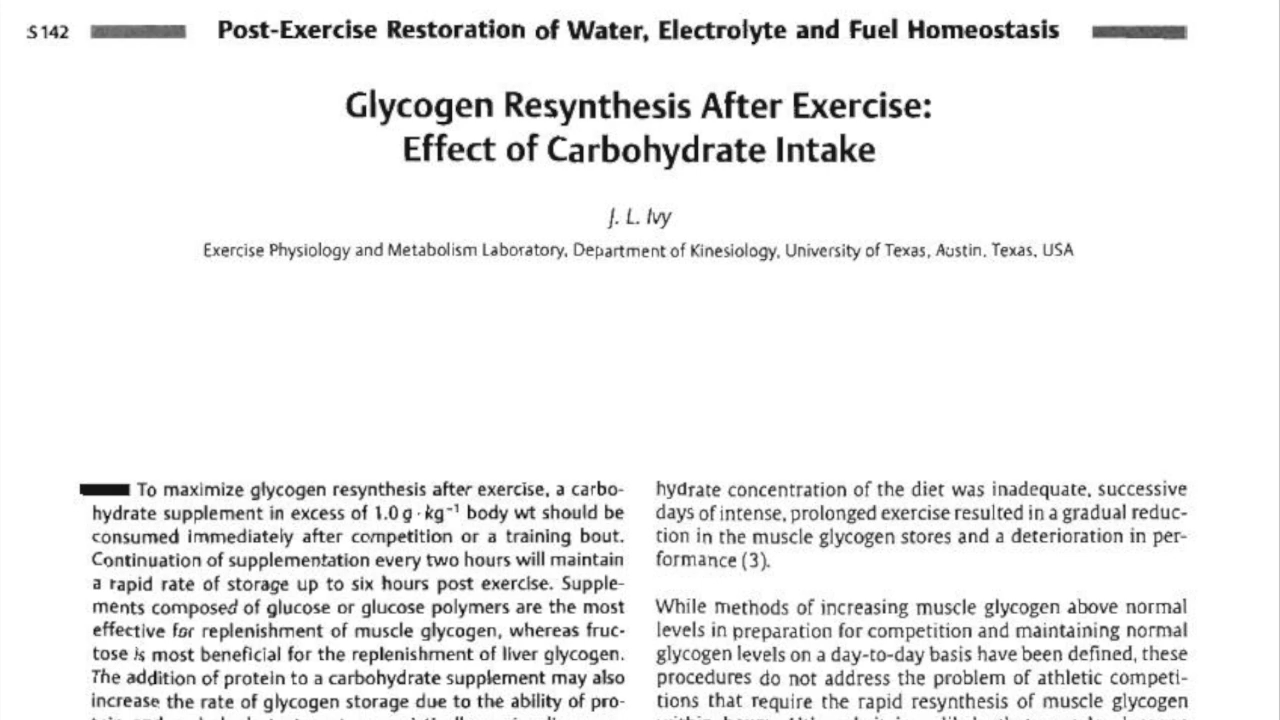 S 142
Post-Exercise Restoration of Water, Electrolyte and Fuel Homeostasis
Glycogen Resynthesis After Exercise:
Effect of Carbohydrate Intake
J. L. Ivy
Exercise Physiology and Metabolism Laboratory, Department of Kinesiology, University of Texas, Austin, Texas, USA
To maximize glycogen resynthesis after exercise, a carbo-
hydrate supplement in excess of 1.0 g · kg⁻¹ body wt should be
consumed immediately after competition or a training bout.
Continuation of supplementation every two hours will maintain
a rapid rate of storage up to six hours post exercise. Supple-
ments composed of glucose or glucose polymers are the most
effective for replenishment of muscle glycogen, whereas fruc-
tose is most beneficial for the replenishment of liver glycogen.
The addition of protein to a carbohydrate supplement may also
increase the rate of glycogen storage due to the ability of pro-
hydrate concentration of the diet was inadequate, successive
days of intense, prolonged exercise resulted in a gradual reduc-
tion in the muscle glycogen stores and a deterioration in per-
formance (3).
While methods of increasing muscle glycogen above normal
levels in preparation for competition and maintaining normal
glycogen levels on a day-to-day basis have been defined, these
procedures do not address the problem of athletic competi-
tions that require the rapid resynthesis of muscle glycogen